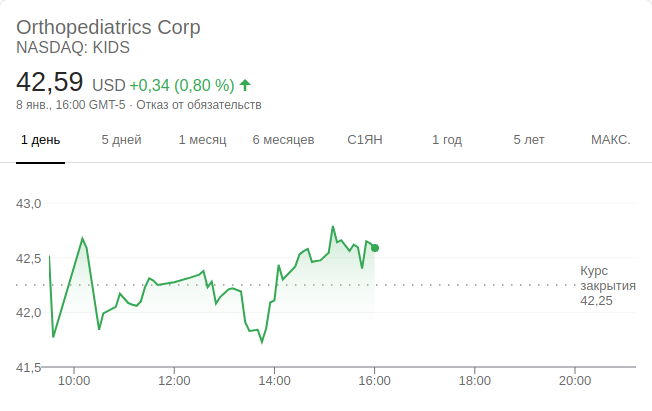 Orthopediatrics Corp
NASDAQ: KIDS
42,59 USD +0,34 (0,80 %)
8 янв., 16:00 GMT-5 · Отказ от обязательств
1 день 5 дней 1 месяц 6 месяцев С1ЯН 1 год 5 лет МАКС.
43,0
42,5
Курс
закрытия
42,25
42,0
41,5
10:00 12:00 14:00 16:00 18:00 20:00